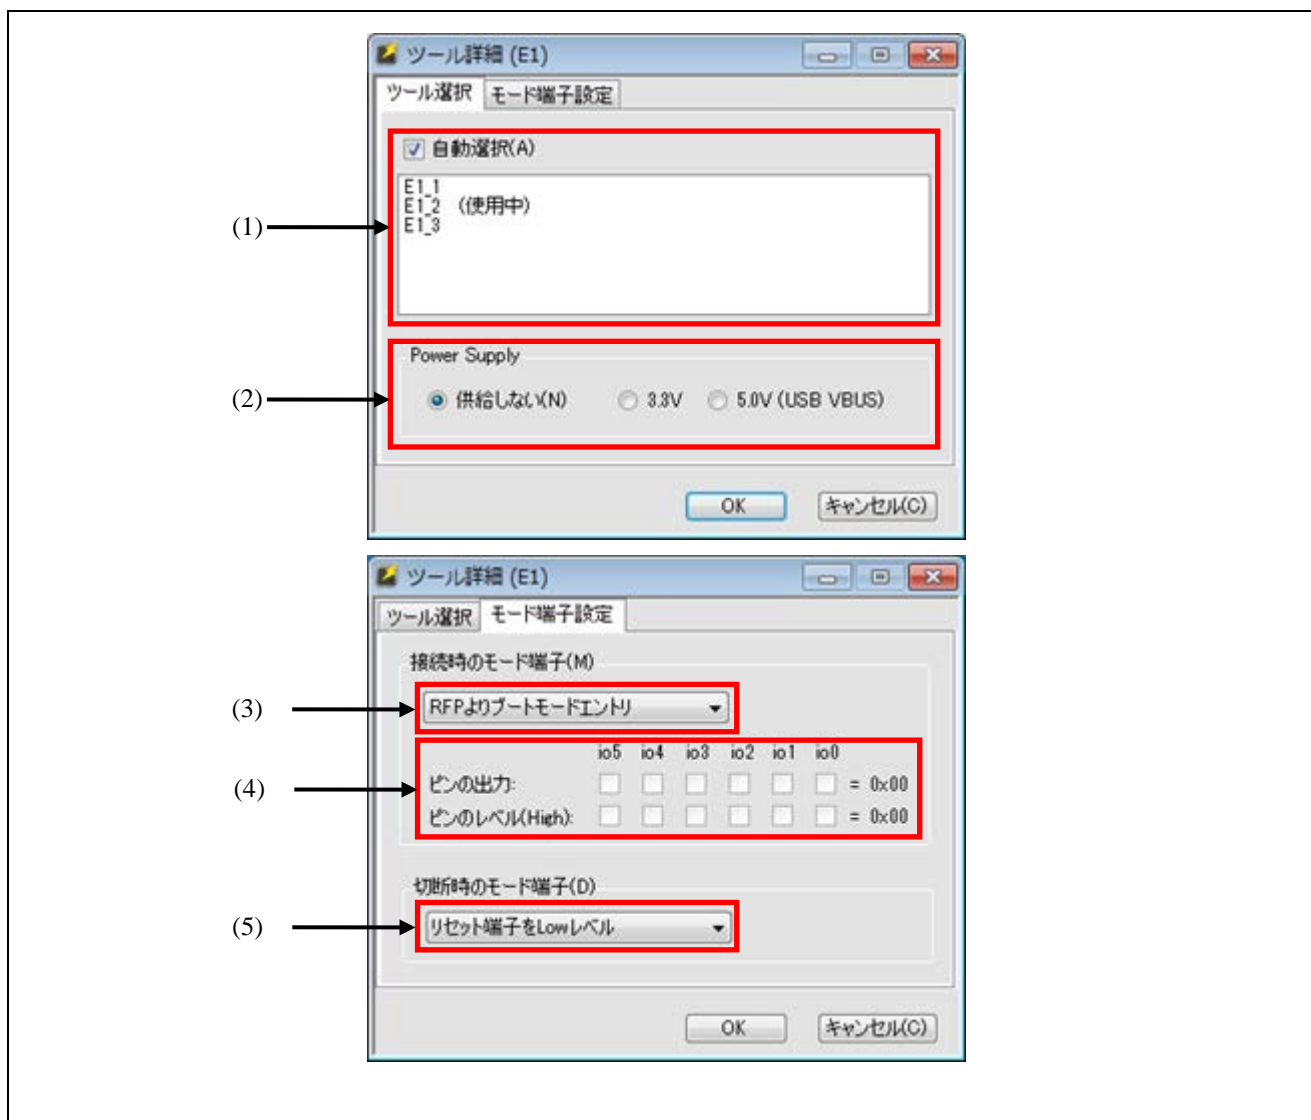 ツール詳細 (E1)
ツール選択 モード端子設定
自動選択(A)
E1_1
E1_2 (使用中)
E1_3
(1)
Power Supply
(2)
供給しない(N) 3.3V 5.0V (USB VBUS)
OK キャンセル(C)
ツール詳細 (E1)
ツール選択 モード端子設定
接続時のモード端子(M)
(3)
RFPよりブートモードエントリ
io5 io4 io3 io2 io1 io0
(4)
ピンの出力: = 0x00
ピンのレベル(High): = 0x00
切断時のモード端子(D)
(5)
リセット端子をLowレベル
OK キャンセル(C)